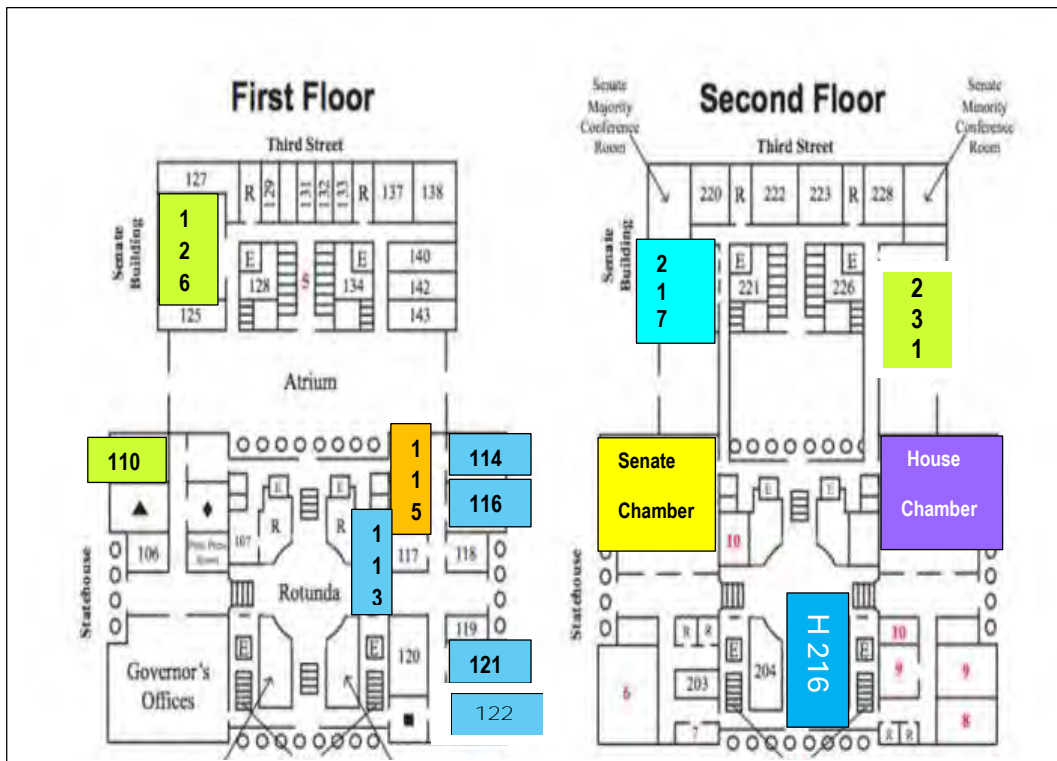 First Floor
Third Street
127
R
129
131
132
133
R
137
138
Senate
Building
1
2
6
E
128
S
E
134
140
142
143
125
Atrium
110
1
1
5
114
116
E
E
R
R
107
106
1
1
3
117
118
Statehouse
Rotunda
119
E
E
120
121
Governor's
Offices
122
Senate
Majority
Conference
Room
Second Floor
Senate
Minority
Conference
Room
Third Street
220
R
222
223
R
228
Senate
Building
2
1
7
E
221
E
226
2
3
1
Senate
Chamber
House
Chamber
E
E
10
Statehouse
R
R
E
E
10
H 216
204
203
6
9
9
8
7
R
R